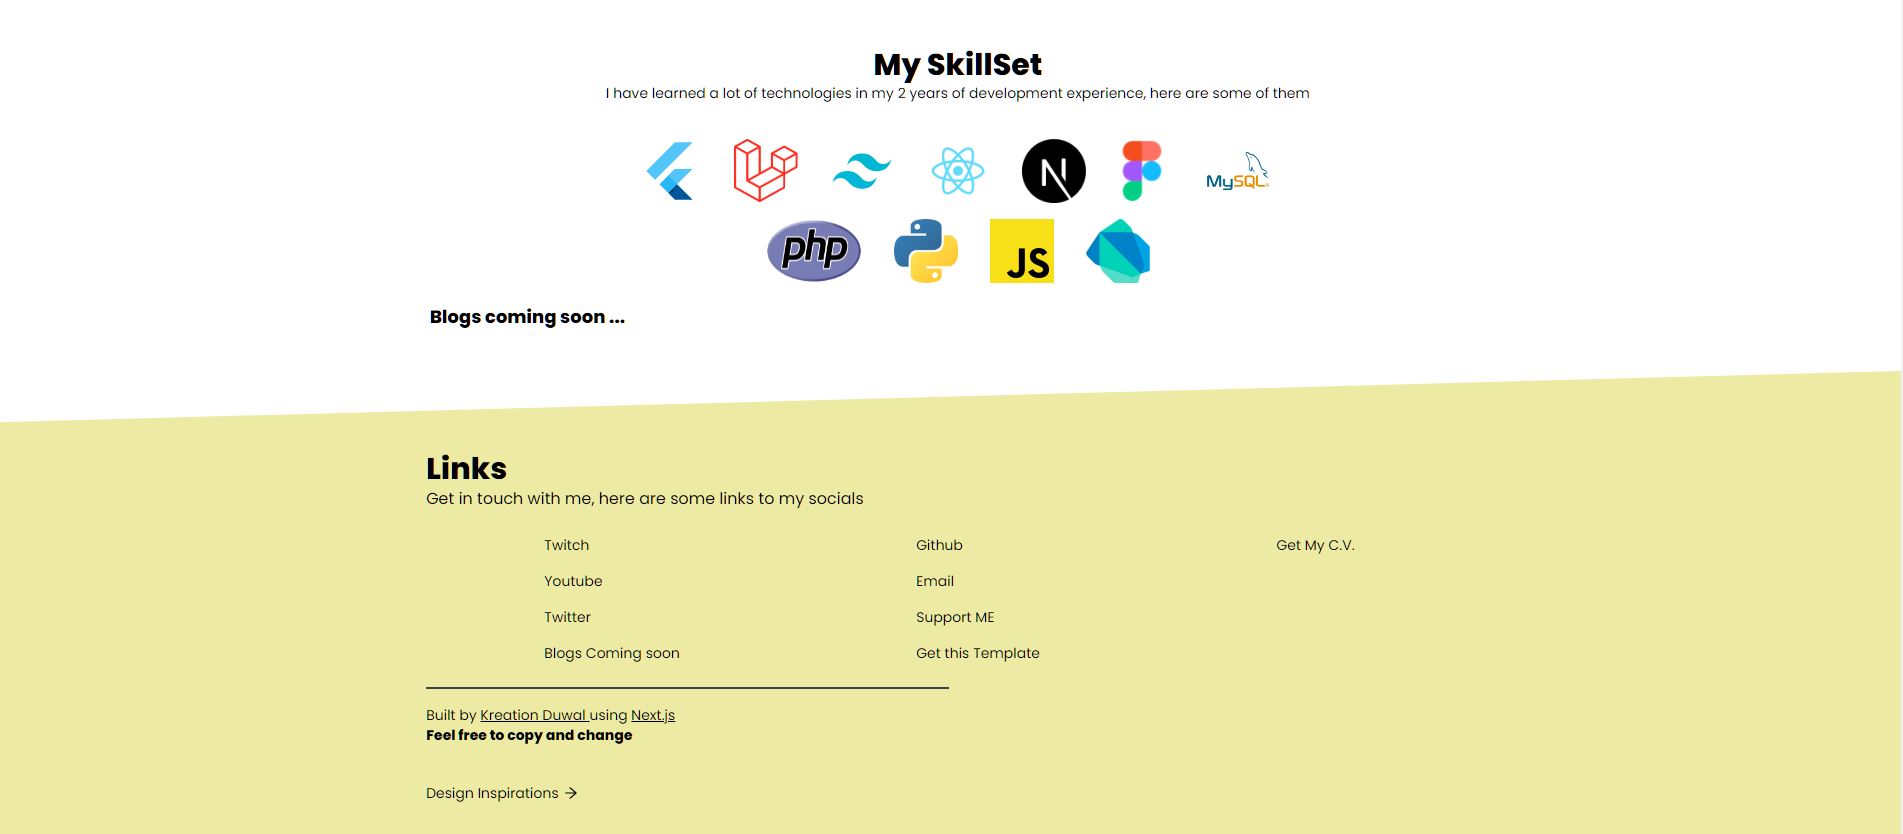 My SkillSet
I have learned a lot of technologies in my 2 years of development experience, here are some of them
N
MySQL
php
JS
Blogs coming soon ...
Links
Get in touch with me, here are some links to my socials
Twitch
Github
Get My C.V.
Youtube
Email
Twitter
Support ME
Blogs Coming soon
Get this Template
Built by Kreation Duwal using Next.js
Feel free to copy and change
Design Inspirations →